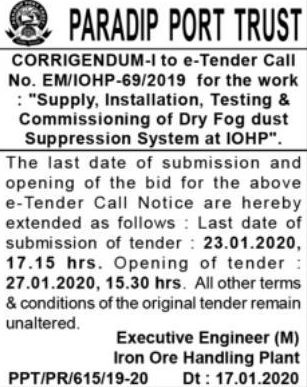 PARADIP PORT TRUST
CORRIGENDUM-I to e-Tender Call
No. EM/IOHP-69/2019 for the work
: "Supply, Installation, Testing &
Commissioning of Dry Fog dust
Suppression System at IOHP".
The last date of submission and
opening of the bid for the above
e-Tender Call Notice are hereby
extended as follows : Last date of
submission of tender : 23.01.2020,
17.15 hrs. Opening of tender :
27.01.2020, 15.30 hrs. All other terms
& conditions of the original tender remain
unaltered.
Executive Engineer (M)
Iron Ore Handling Plant
PPT/PR/615/19-20 Dt : 17.01.2020